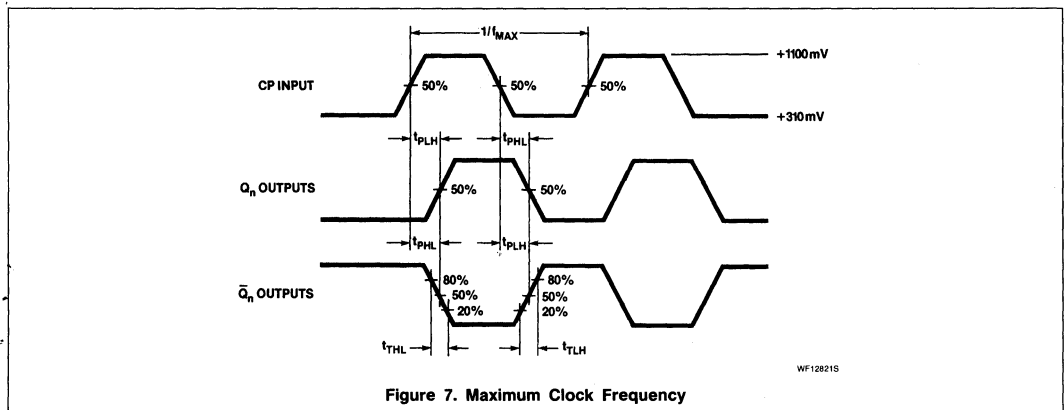 1/fMAX
+1100mV
CP INPUT
50%
50%
50%
+310mV
tPLH
tPHL
Qn OUTPUTS
50%
50%
tPHL
tPLH
80%
80%
Q̄n OUTPUTS
50%
50%
20%
20%
tTHL
tTLH
WF12821S
Figure 7. Maximum Clock Frequency